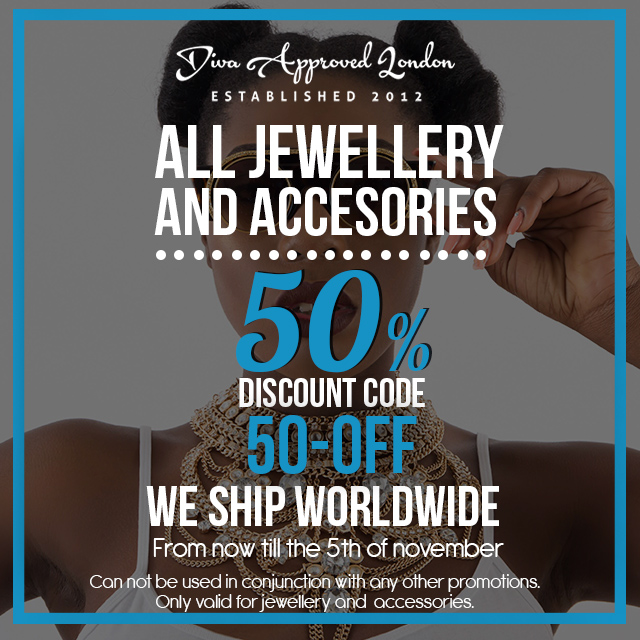 Diva Approved London
ESTABLISHED 2012
ALL JEWELLERY
AND ACCESORIES
50%
DISCOUNT CODE
50-OFF
WE SHIP WORLDWIDE
From now till the 5th of november
Can not be used in conjunction with any other promotions.
Only valid for jewellery and accessories.